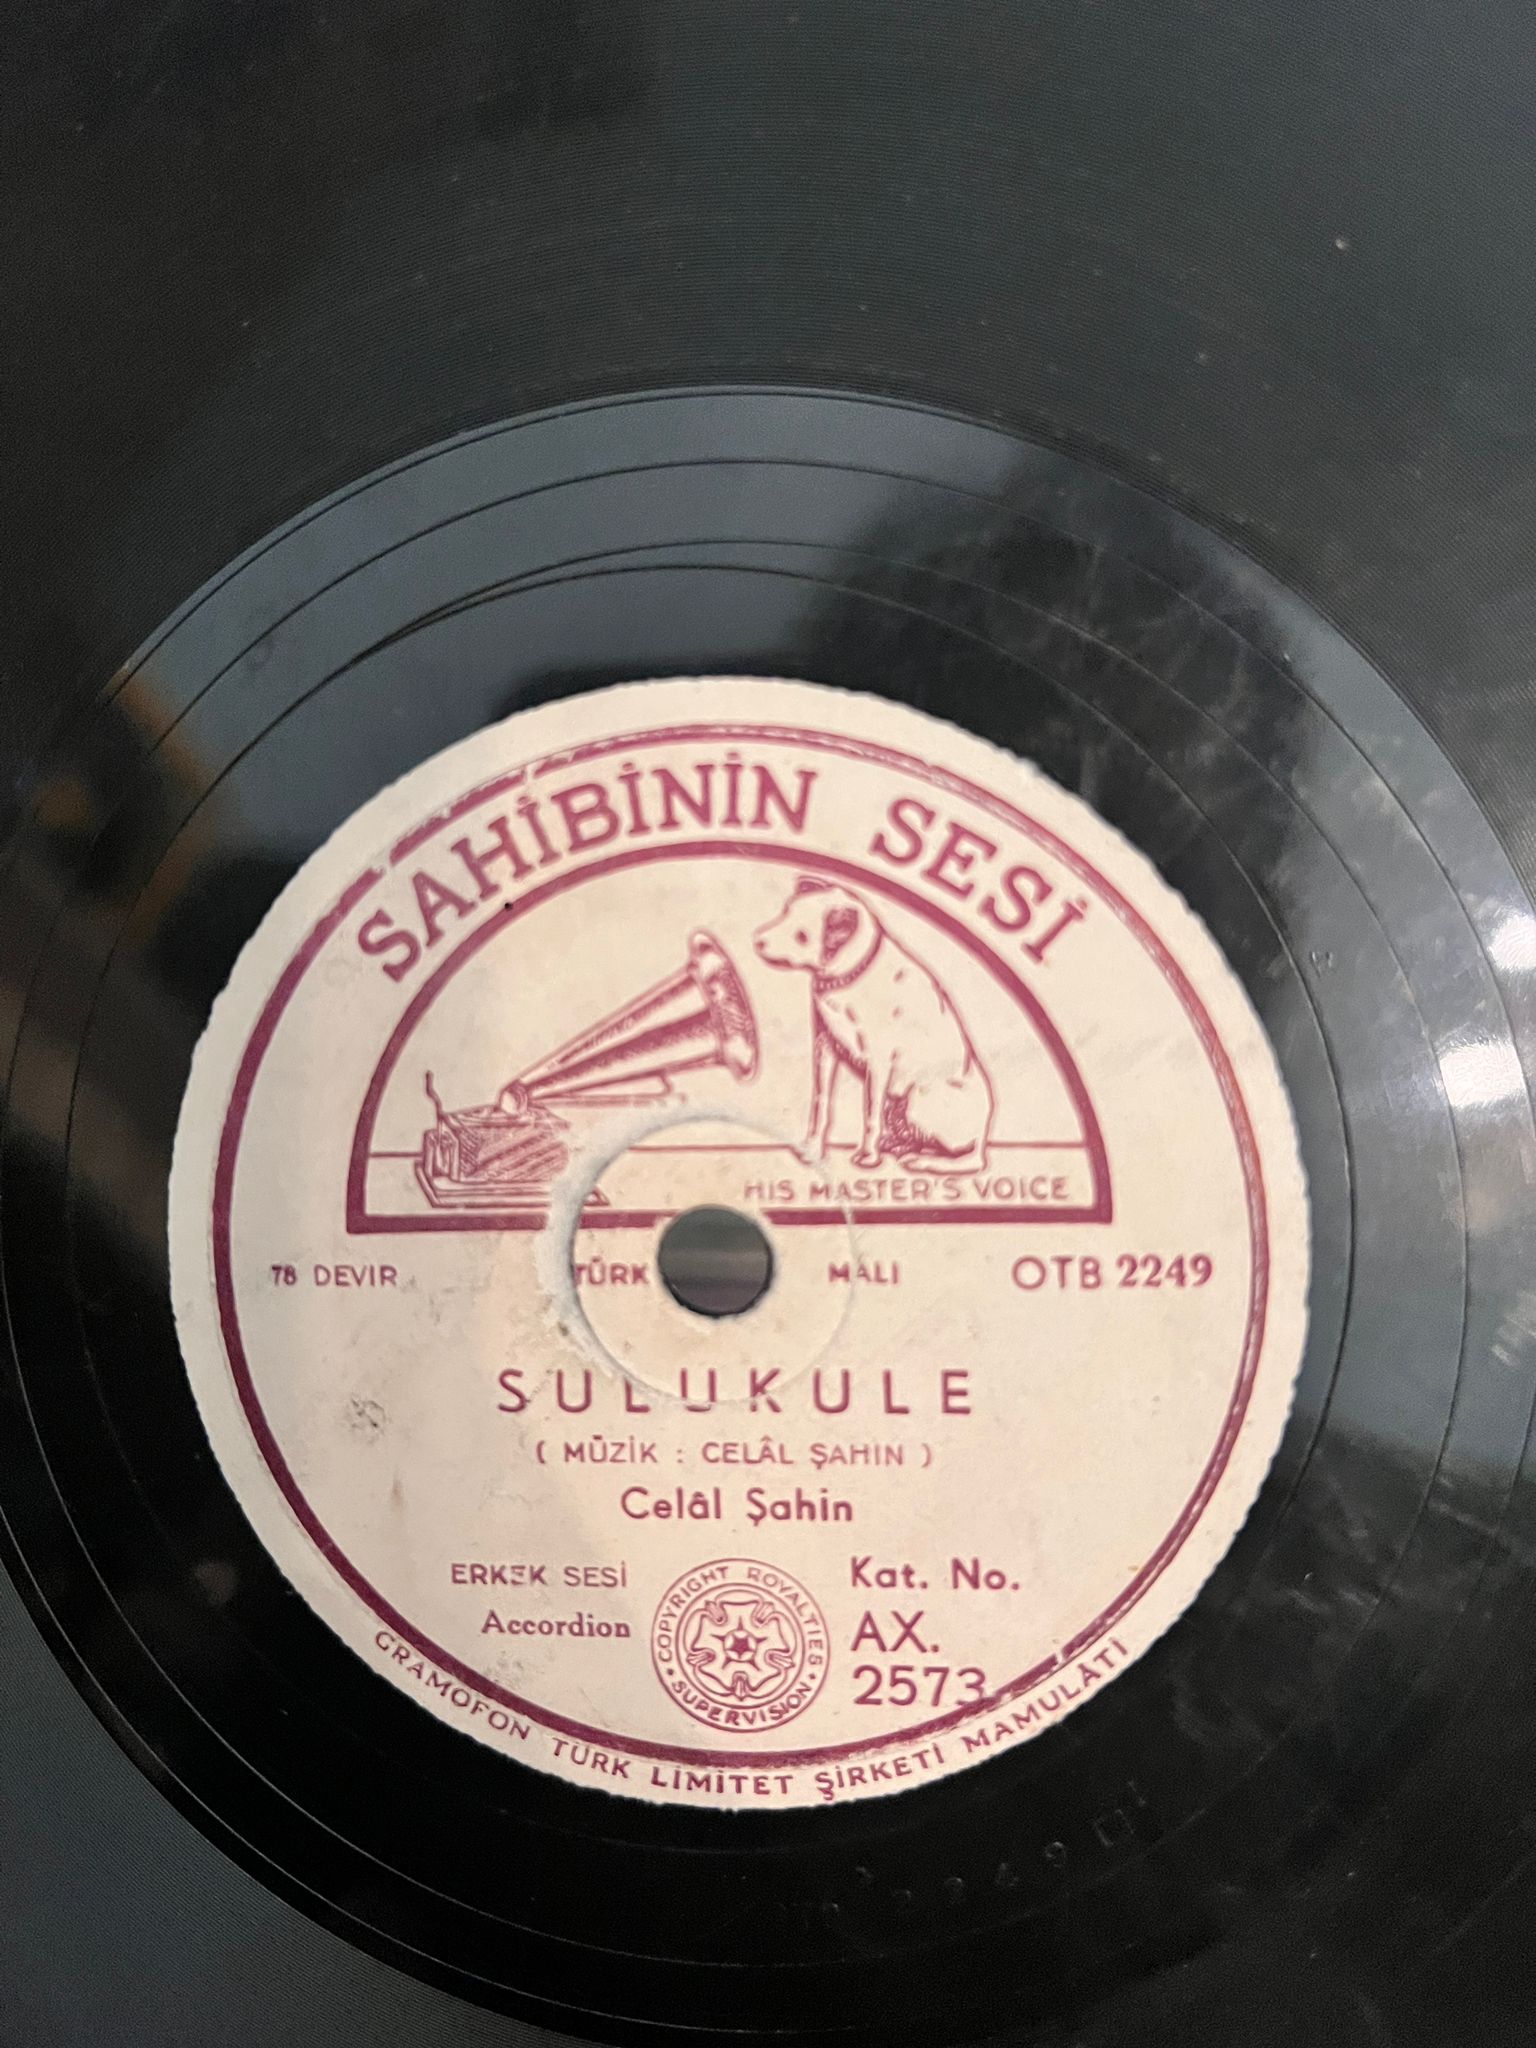 SAHİBİNİN SESİ
HIS MASTER'S VOICE
78 DEVIR TÜRK MALI OTB 2249
SULUKULE
( MÜZİK : CELÂL ŞAHIN )
Celâl Şahin
ERKEK SESİ
Accordion
COPYRIGHT ROYALTIES
SUPERVISION
Kat. No.
AX.
2573
GRAMOFON TÜRK LİMİTET ŞİRKETİ MAMULÂTI